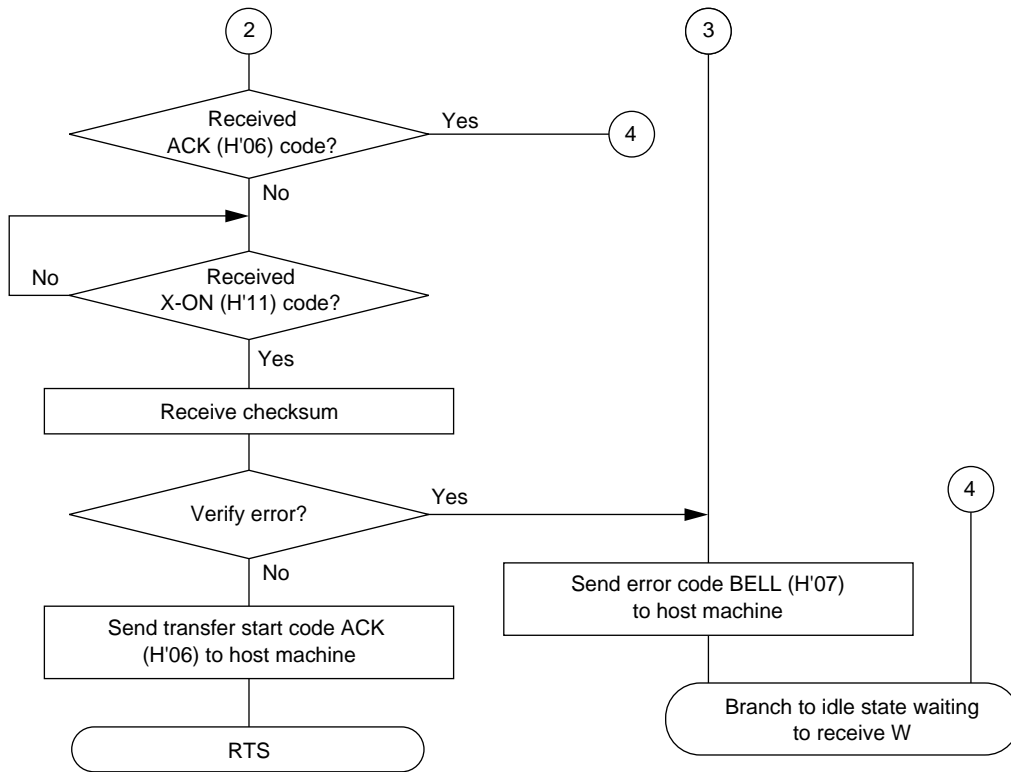 2
3
Received
ACK (H'06) code?
Yes
4
No
No
Received
X-ON (H'11) code?
Yes
Receive checksum
Verify error?
Yes
4
No
Send error code BELL (H'07)
to host machine
Send transfer start code ACK
(H'06) to host machine
Branch to idle state waiting
to receive W
RTS